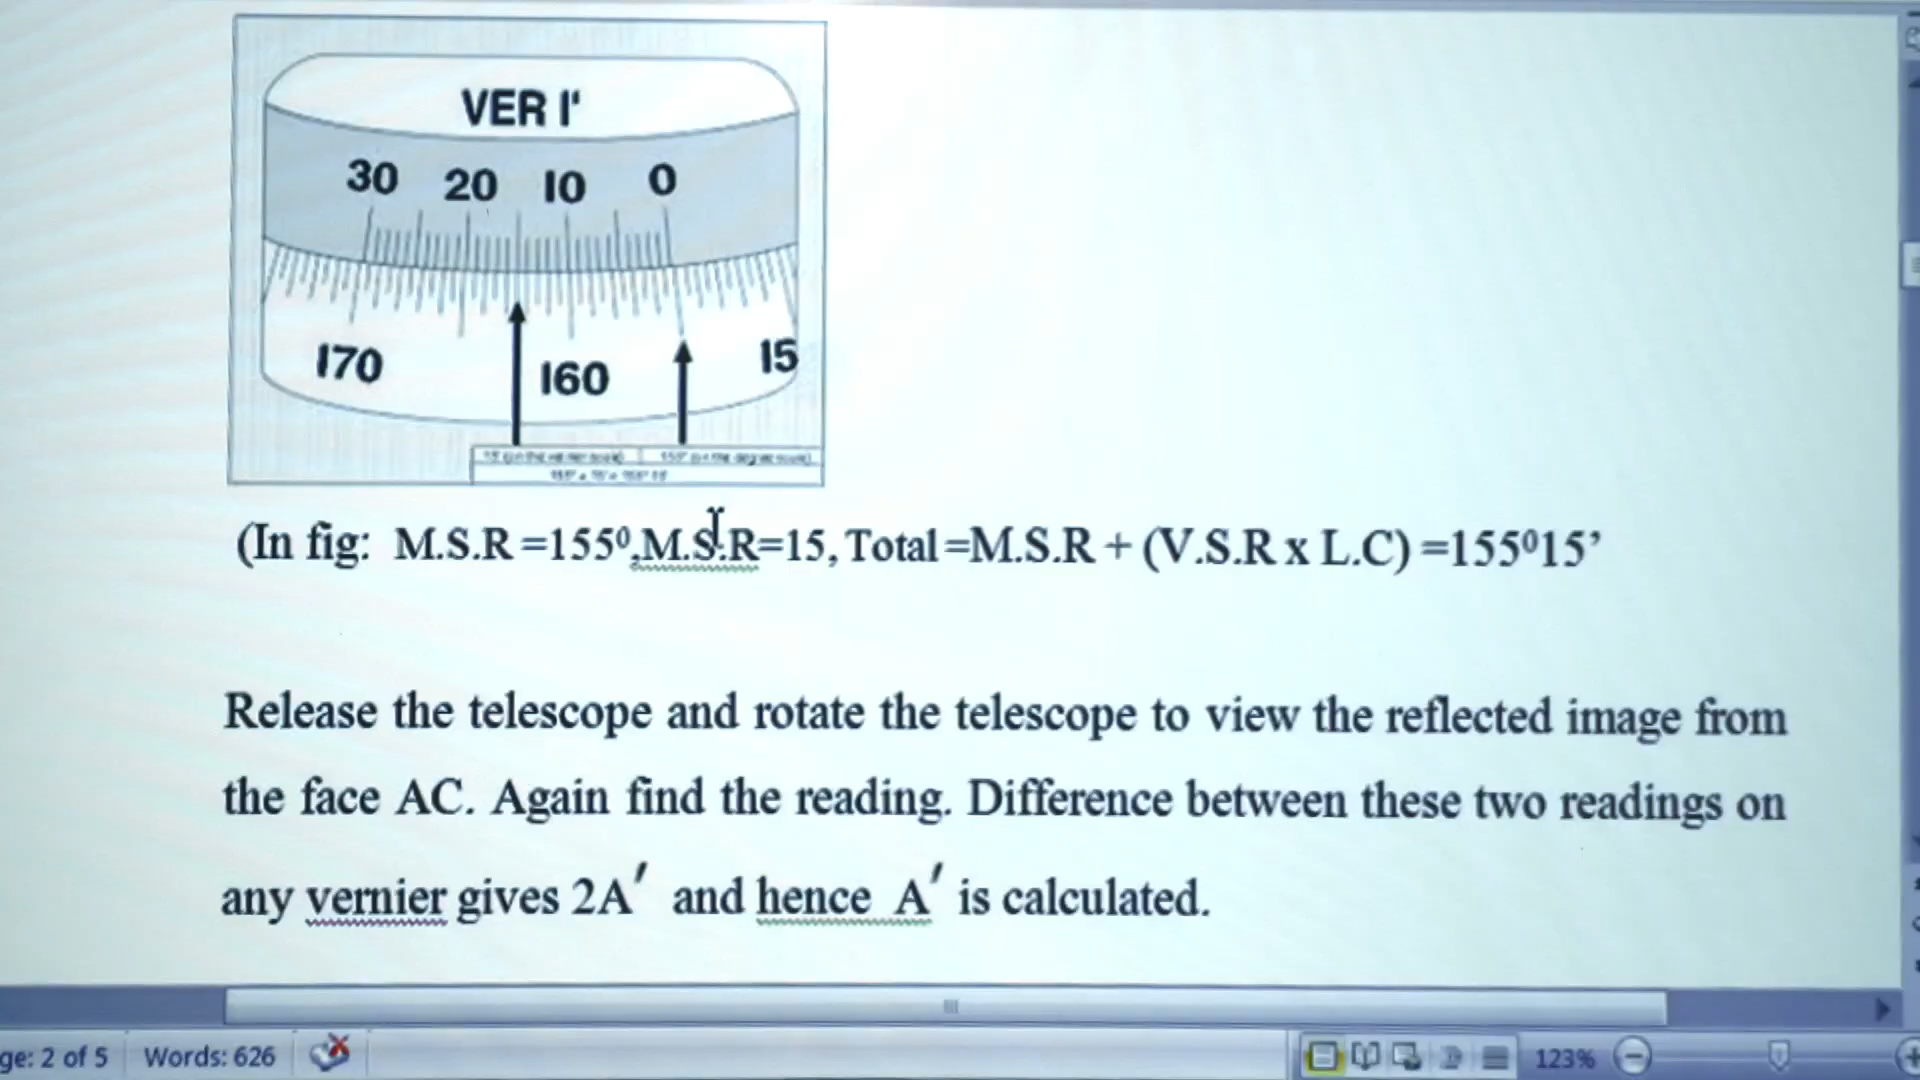 VER I'
30 20 10 0
170 160 15
(In fig: M.S.R =155⁰,M.S.R=15, Total =M.S.R + (V.S.R x L.C) =155⁰15’
Release the telescope and rotate the telescope to view the reflected image from
the face AC. Again find the reading. Difference between these two readings on
any vernier gives 2A′ and hence A′ is calculated.
ge: 2 of 5 Words: 626 123%